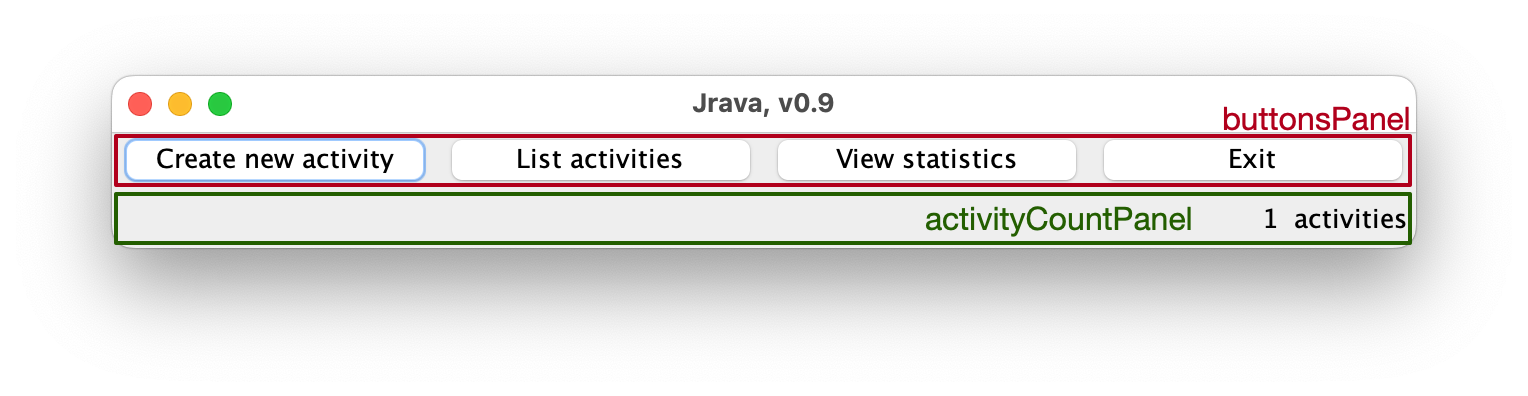 Jrava, v0.9
buttonsPanel
Create new activity List activities View statistics Exit
activityCountPanel 1 activities